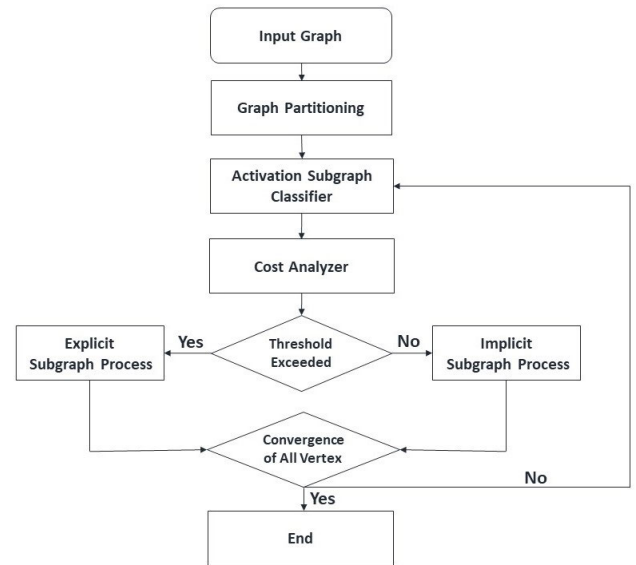 Input Graph
Graph Partitioning
Activation Subgraph
Classifier
Cost Analyzer
Explicit
Subgraph Process
Yes
Threshold
Exceeded
No
Implicit
Subgraph Process
Convergence
of All Vertex
No
Yes
End